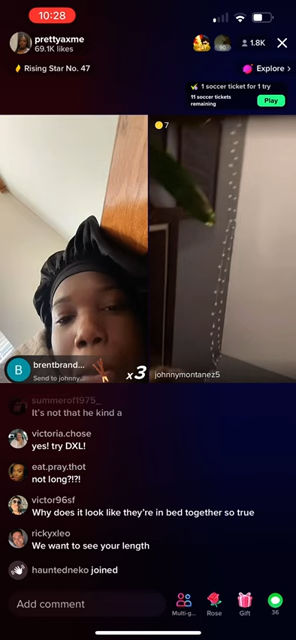 10:28
prettyaxme
69.1K likes
90
1.8K
Rising Star No. 47
Explore >
1 soccer ticket for 1 try
11 soccer tickets
remaining
Play
7
B
brentbrand...
Send to johnny...
x3
johnnymontanez5
summerof1975_
It's not that he kind a
victoria.chose
yes! try DXL!
eat.pray.thot
not long?!?!
victor96sf
Why does it look like they're in bed together so true
rickyxleo
We want to see your length
hauntedneko joined
Add comment
Multi-g...
Rose
Gift
36